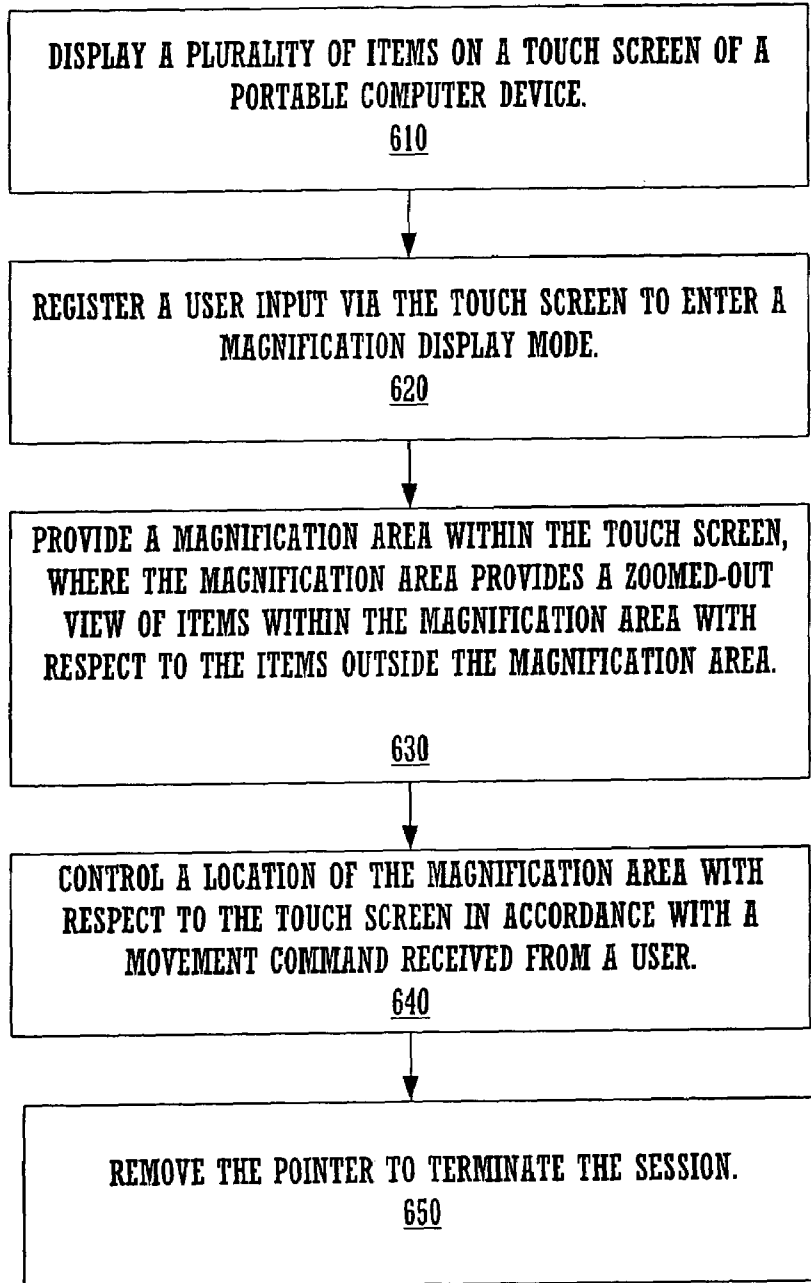 DISPLAY A PLURALITY OF ITEMS ON A TOUCH SCREEN OF A
PORTABLE COMPUTER DEVICE.
610
REGISTER A USER INPUT VIA THE TOUCH SCREEN TO ENTER A
MAGNIFICATION DISPLAY MODE.
620
PROVIDE A MAGNIFICATION AREA WITHIN THE TOUCH SCREEN,
WHERE THE MAGNIFICATION AREA PROVIDES A ZOOMED-OUT
VIEW OF ITEMS WITHIN THE MAGNIFICATION AREA WITH
RESPECT TO THE ITEMS OUTSIDE THE MAGNIFICATION AREA.
630
CONTROL A LOCATION OF THE MAGNIFICATION AREA WITH
RESPECT TO THE TOUCH SCREEN IN ACCORDANCE WITH A
MOVEMENT COMMAND RECEIVED FROM A USER.
640
REMOVE THE POINTER TO TERMINATE THE SESSION.
650